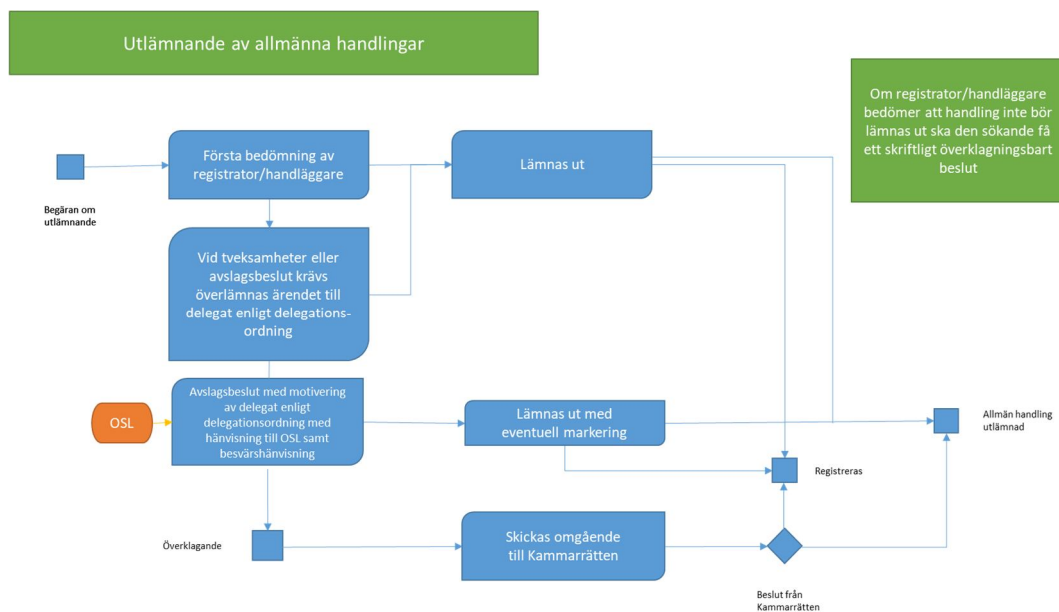 Utlämnande av allmänna handlingar
Om registrator/handläggare
bedömer att handling inte bör
lämnas ut ska den sökande få
ett skriftligt överklagningsbart
beslut
Begäran om
utlämnande
Första bedömning av
registrator/handläggare
Lämnas ut
Vid tveksamheter eller
avslagsbeslut krävs
överlämnas ärendet till
delegat enligt delegations-
ordning
OSL
Avslagsbeslut med motivering
av delegat enligt
delegationsordning med
hänvisning till OSL samt
besvärshänvisning
Lämnas ut med
eventuell markering
Allmän handling
utlämnad
Registreras
Överklagande
Skickas omgående
till Kammarrätten
Beslut från
Kammarrätten